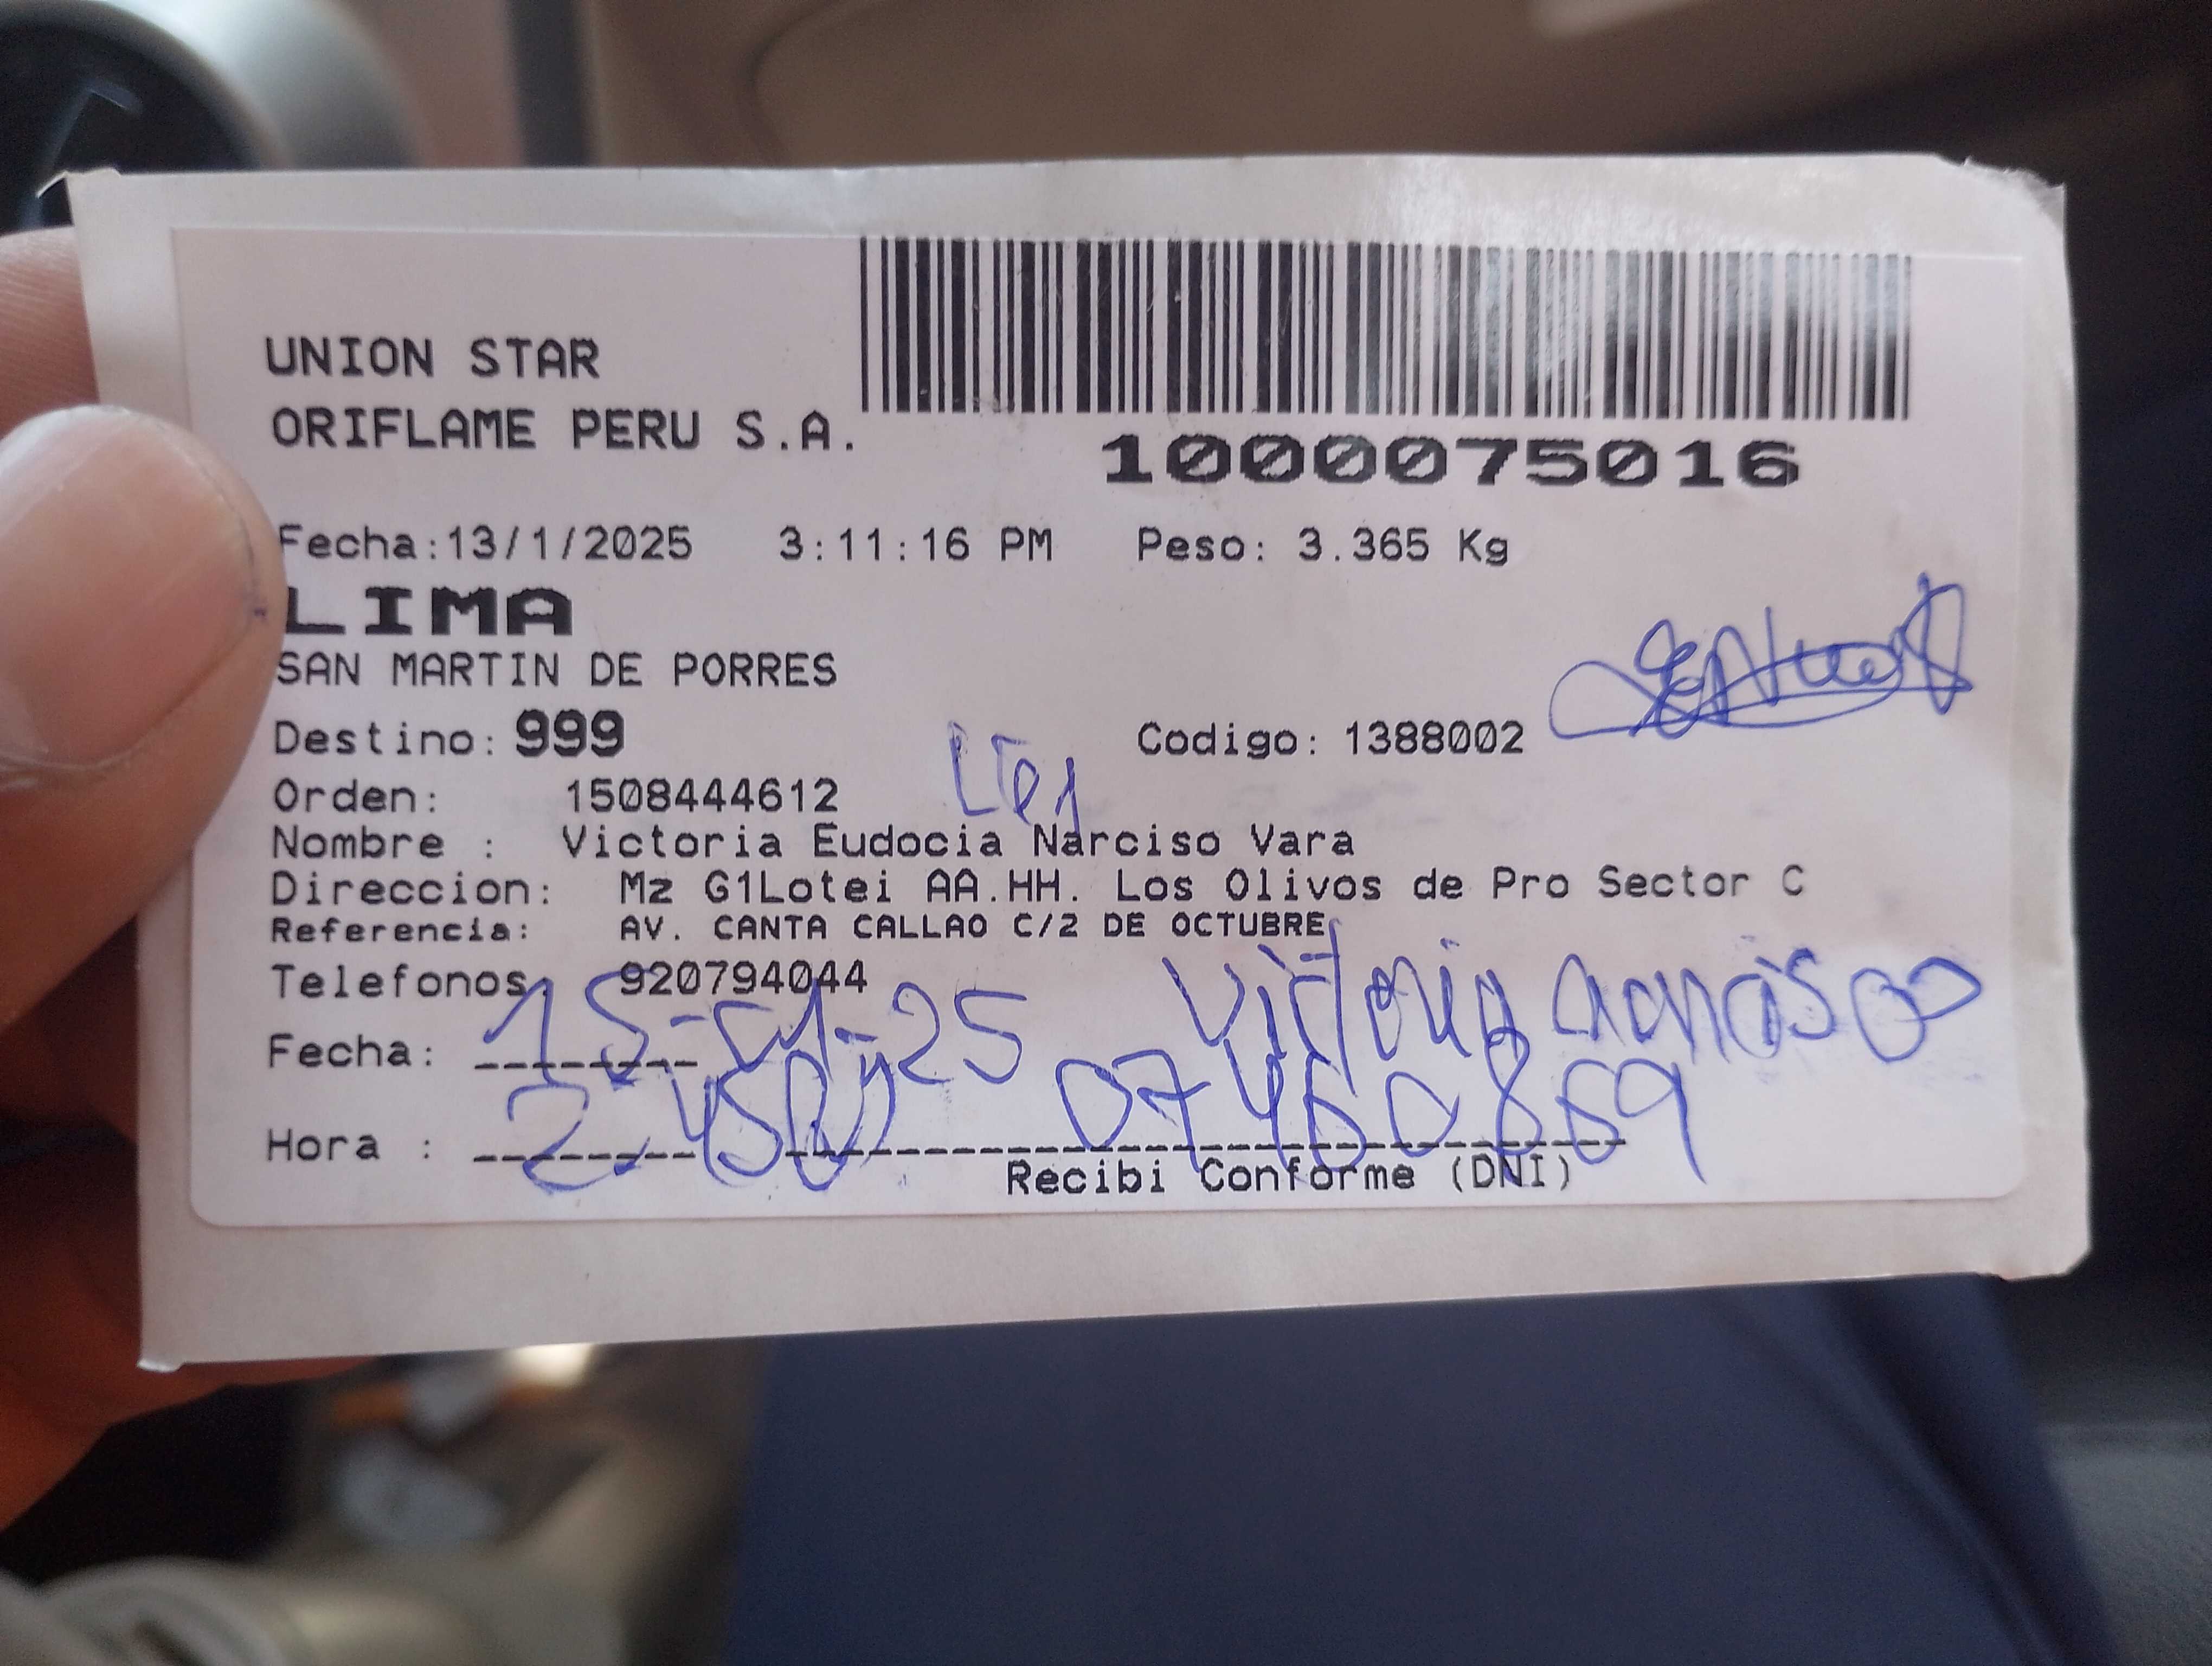 UNION STAR
ORIFLAME PERU S.A.
1000075016
Fecha:13/1/2025 3:11:16 PM Peso: 3.365 Kg
LIMA
SAN MARTIN DE PORRES
Destino: 999 Codigo: 1388002
Orden: 1508444612
Nombre : Victoria Eudocia Narciso Vara
Direccion: Mz G1Lotei AA.HH. Los Olivos de Pro Sector C
Referencia: AV. CANTA CALLAO C/2 DE OCTUBRE
Telefonos. 920794044
Victoria narciso
Fecha: 15-01-25
Hora :
Recibi Conforme (DNI)